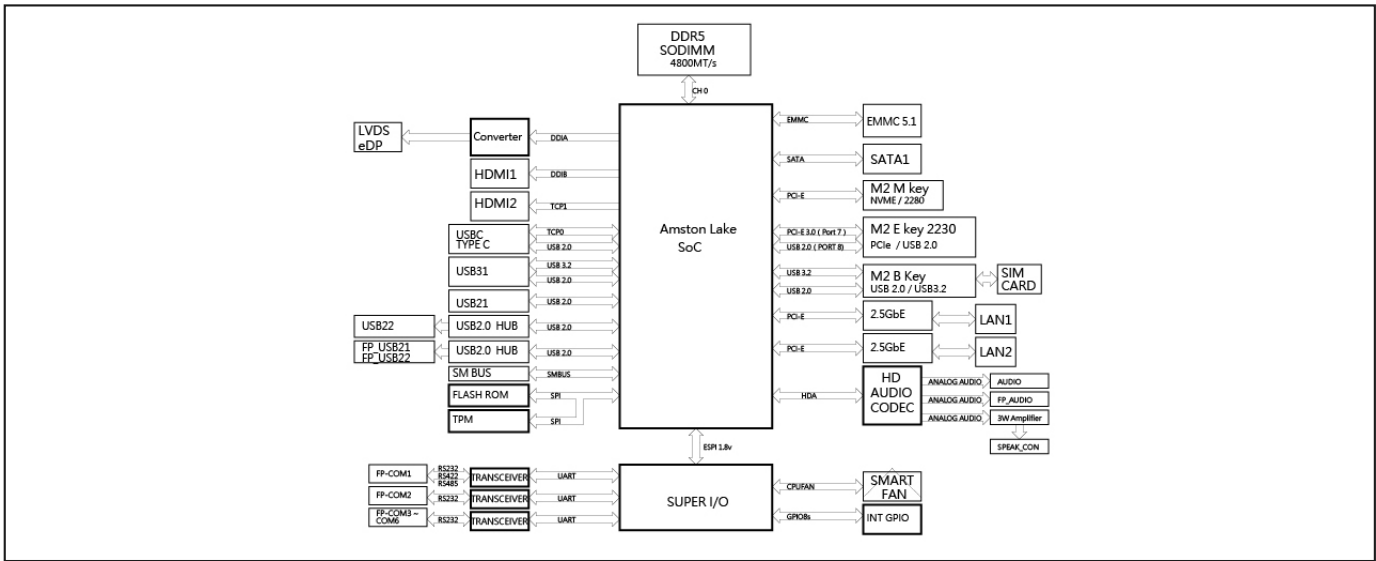 DDR5
SODIMM
4800MT/s
CH 0
LVDS
eDP
Converter
DDIA
HDMI1
DDIB
HDMI2
TCP1
USBC
TYPE C
TCP0
USB 2.0
USB31
USB 3.2
USB 2.0
USB21
USB 2.0
USB22
USB2.0 HUB
USB 2.0
FP_USB21
FP_USB22
USB2.0 HUB
USB 2.0
SM BUS
SMBUS
FLASH ROM
SPI
TPM
SPI
Amston Lake
SoC
EMMC
EMMC 5.1
SATA
SATA1
PCI-E
M2 M key
NVME / 2280
PCI-E 3.0 ( Port 7 )
USB 2.0 ( PORT 8)
M2 E key 2230
PCIe / USB 2.0
USB 3.2
USB 2.0
M2 B Key
USB 2.0 / USB3.2
SIM
CARD
PCI-E
2.5GbE
LAN1
PCI-E
2.5GbE
LAN2
HDA
HD
AUDIO
CODEC
ANALOG AUDIO
AUDIO
ANALOG AUDIO
FP_AUDIO
ANALOG AUDIO
3W Amplifier
SPEAK_CON
ESPI 1.8v
FP-COM1
RS232
RS422
RS485
TRANSCEIVER
UART
FP-COM2
RS232
TRANSCEIVER
UART
FP-COM3 ~
COM6
RS232
TRANSCEIVER
UART
SUPER I/O
CPUFAN
SMART
FAN
GPIO8s
INT GPIO